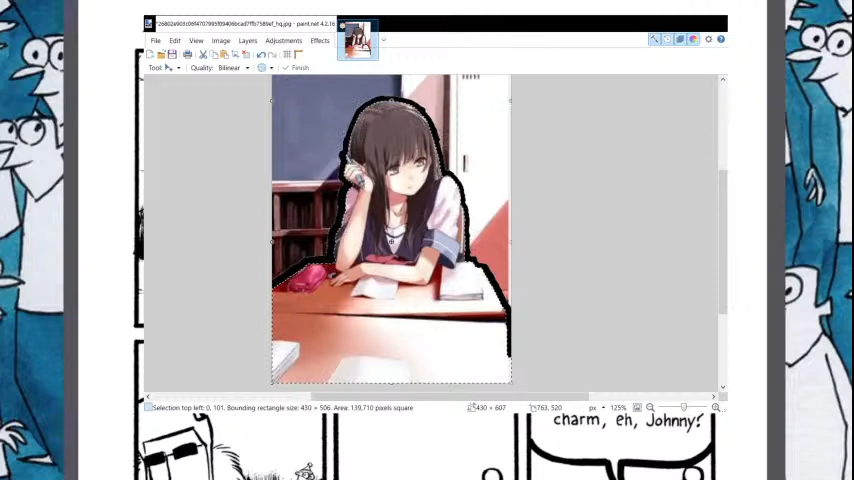 *26802e903c06f4707995f09406bcad7ffb7589ef_hq.jpg - paint.net 4.2.16
File Edit View Image Layers Adjustments Effects
Tool: Quality: Bilinear Finish
Selection top left: 0, 101. Bounding rectangle size: 430 × 506. Area: 139,710 pixels square
430 × 607
763, 520
px
125%
charm, eh, Johnny?